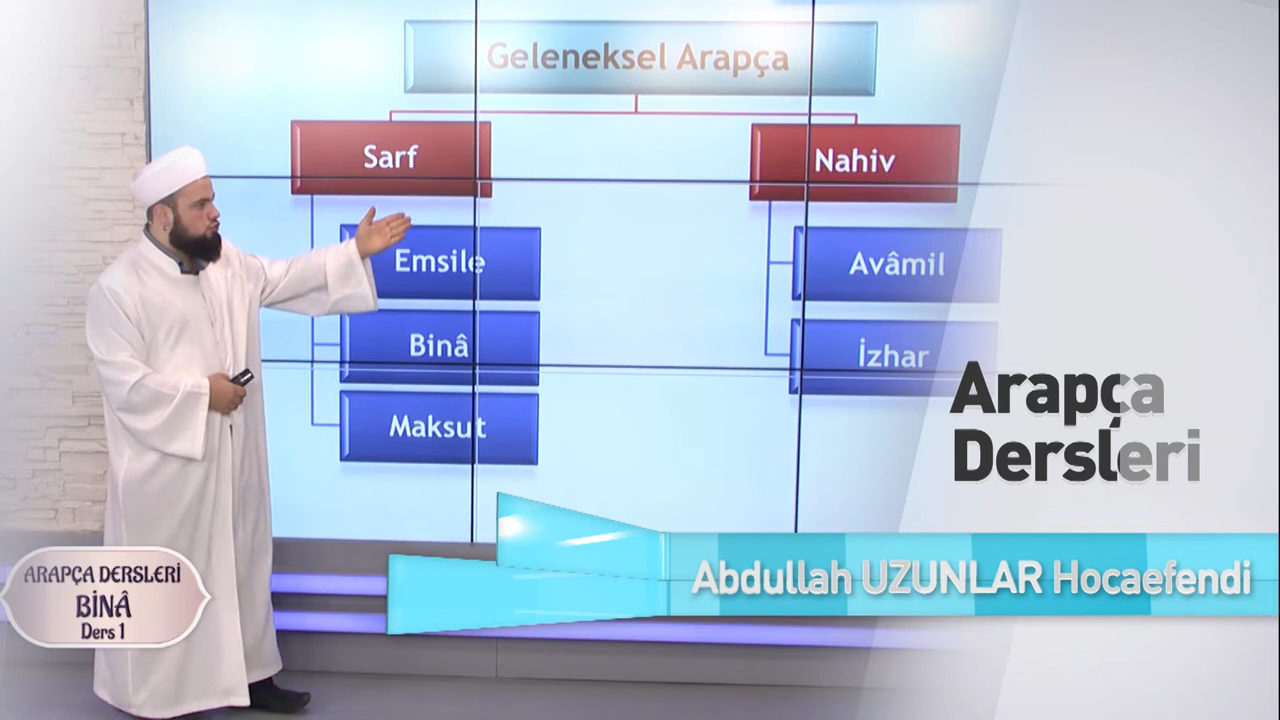 Geleneksel Arapça
Sarf
Nahiv
Emsile
Avâmil
Binâ
İzhar
Maksut
Arapça
Dersleri
Abdullah UZUNLAR Hocaefendi
ARAPÇA DERSLERİ
BİNÂ
Ders 1